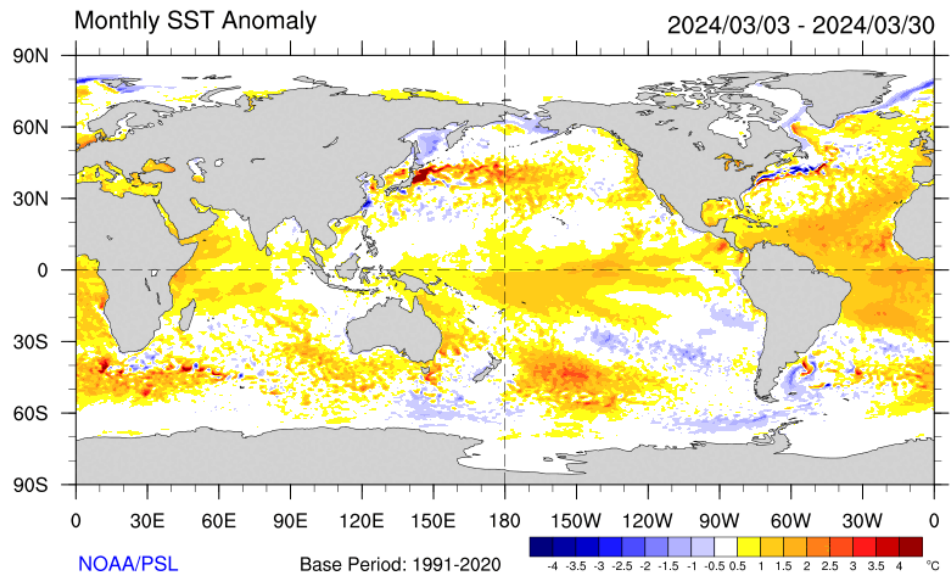 Monthly SST Anomaly 2024/03/03 - 2024/03/30
90N
60N
30N
0
30S
60S
90S
0 30E 60E 90E 120E 150E 180 150W 120W 90W 60W 30W 0
NOAA/PSL Base Period: 1991-2020
-4 -3.5 -3 -2.5 -2 -1.5 -1 -0.5 0.5 1 1.5 2 2.5 3 3.5 4 °C